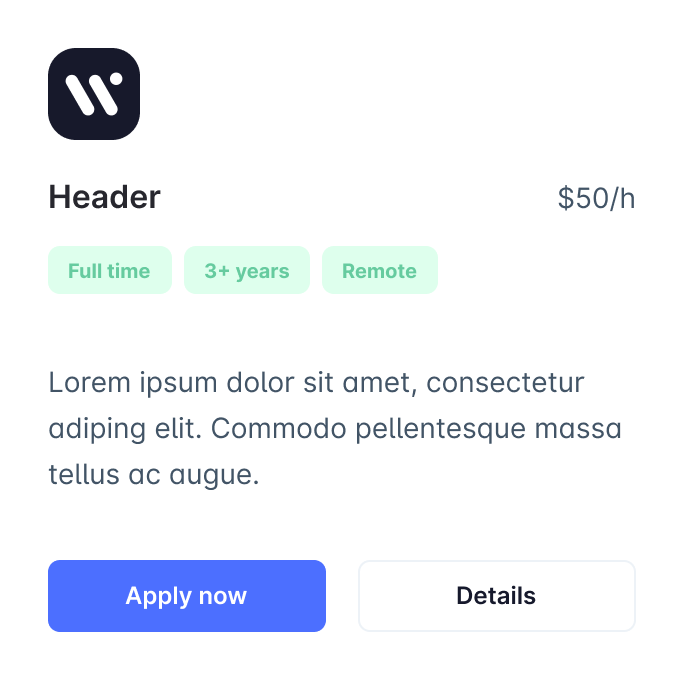 Header
$50/h
Full time
3+ years
Remote
Lorem ipsum dolor sit amet, consectetur
adiping elit. Commodo pellentesque massa
tellus ac augue.
Apply now
Details